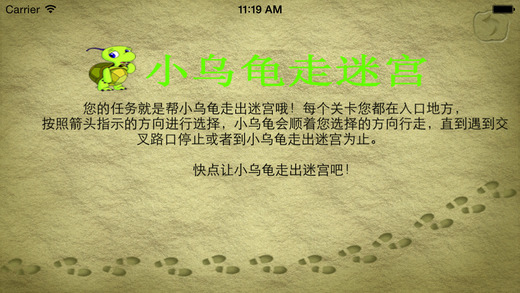 Carrier 11:19 AM
小乌龟走迷宫
您的任务就是帮小乌龟走出迷宫哦！每个关卡您都在入口地方，
按照箭头指示的方向进行选择，小乌龟会顺着您选择的方向行走，直到遇到交
叉路口停止或者到小乌龟走出迷宫为止。
快点让小乌龟走出迷宫吧！